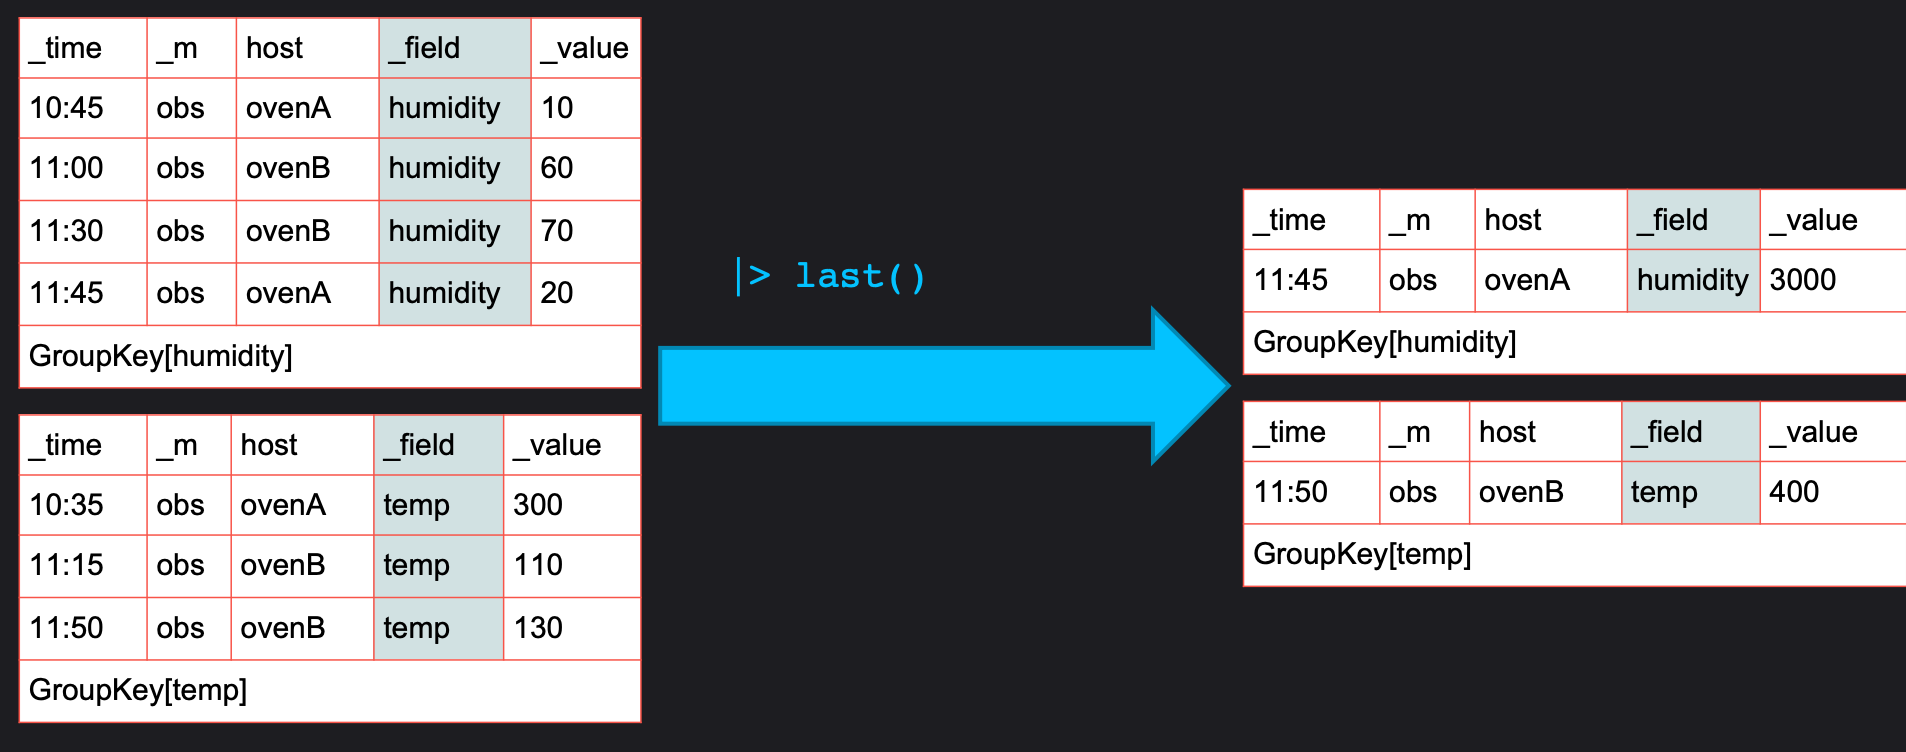 _time _m host _field _value
10:45 obs ovenA humidity 10
11:00 obs ovenB humidity 60
11:30 obs ovenB humidity 70
11:45 obs ovenA humidity 20
GroupKey[humidity]
_time _m host _field _value
10:35 obs ovenA temp 300
11:15 obs ovenB temp 110
11:50 obs ovenB temp 130
GroupKey[temp]
|> last()
_time _m host _field _value
11:45 obs ovenA humidity 3000
GroupKey[humidity]
_time _m host _field _value
11:50 obs ovenB temp 400
GroupKey[temp]